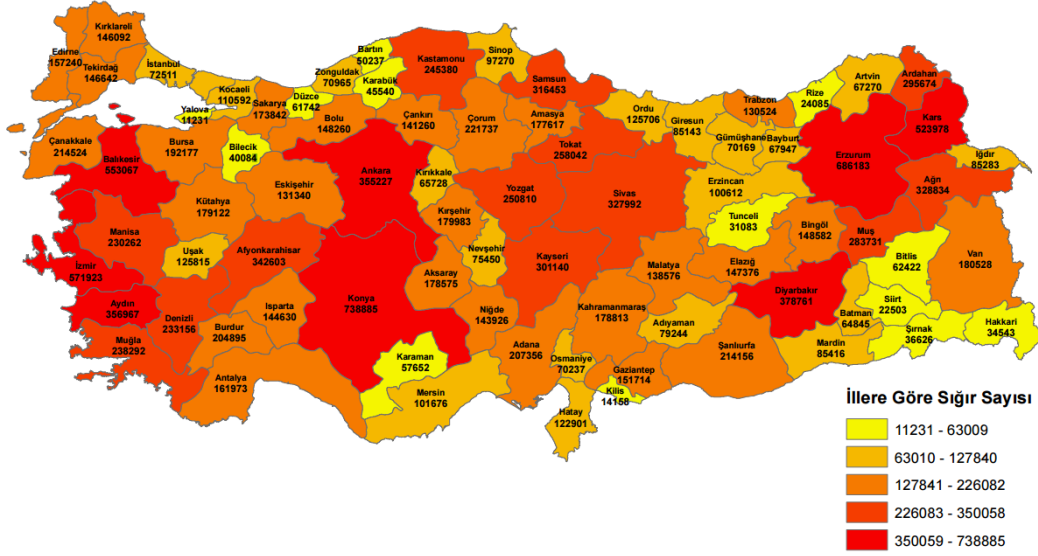 Kırklareli
146092
Edirne
157240
Tekirdağ
146642
İstanbul
72511
Kocaeli
110592
Yalova
11231
Sakarya
173842
Düzce
61742
Zonguldak
70965
Bartın
50237
Karabük
45540
Kastamonu
245380
Sinop
97270
Samsun
316453
Bolu
148260
Çankırı
141260
Çorum
221737
Amasya
177617
Ordu
125706
Giresun
85143
Trabzon
130524
Rize
24085
Artvin
67270
Ardahan
295674
Kars
523978
Gümüşhane
70169
Bayburt
67947
Erzurum
686183
Iğdır
85283
Ağrı
328834
Çanakkale
214524
Balıkesir
553067
Bursa
192177
Bilecik
40084
Eskişehir
131340
Ankara
355227
Kırıkkale
65728
Tokat
258042
Yozgat
250810
Sivas
327992
Erzincan
100612
Tunceli
31083
Bingöl
148582
Muş
283731
Kütahya
179122
Kırşehir
179983
Manisa
230262
Uşak
125815
Afyonkarahisar
342603
Nevşehir
75450
Kayseri
301140
Malatya
138576
Elazığ
147376
Bitlis
62422
Van
180528
İzmir
571923
Aydın
356967
Denizli
233156
Isparta
144630
Konya
738885
Aksaray
178575
Niğde
143926
Kahramanmaraş
178813
Adıyaman
79244
Diyarbakır
378761
Batman
64845
Siirt
22503
Şırnak
36626
Hakkari
34543
Muğla
238292
Burdur
204895
Antalya
161973
Karaman
57652
Mersin
101676
Adana
207356
Osmaniye
70237
Gaziantep
151714
Kilis
14158
Hatay
122901
Şanlıurfa
214156
Mardin
85416
İllere Göre Sığır Sayısı
11231 - 63009
63010 - 127840
127841 - 226082
226083 - 350058
350059 - 738885